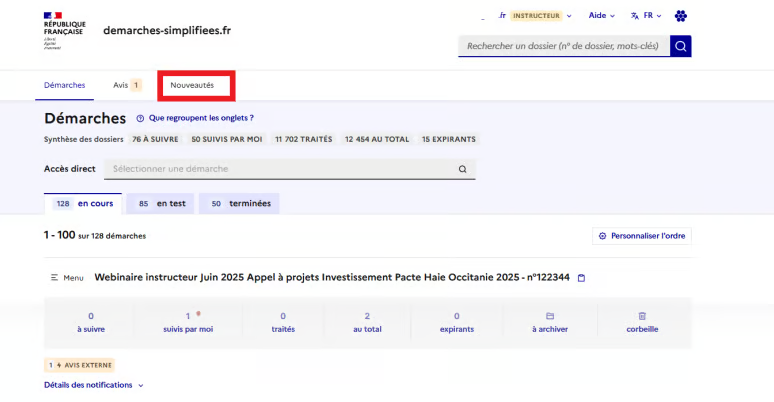 RÉPUBLIQUE
FRANÇAISE
Liberté
Égalité
Fraternité
demarches-simplifiees.fr
.fr INSTRUCTEUR
Aide
FR
Rechercher un dossier (n° de dossier, mots-clés)
Démarches
Avis 1
Nouveautés
Démarches
Que regroupent les onglets ?
Synthèse des dossiers 76 À SUIVRE 50 SUIVIS PAR MOI 11 702 TRAITÉS 12 454 AU TOTAL 15 EXPIRANTS
Accès direct Sélectionner une démarche
128 en cours 85 en test 50 terminées
1 - 100 sur 128 démarches
Personnaliser l'ordre
Menu Webinaire instructeur Juin 2025 Appel à projets Investissement Pacte Haie Occitanie 2025 - n°122344
0 1 0 2 0
à suivre suivis par moi traités au total expirants à archiver corbeille
1 AVIS EXTERNE
Détails des notifications